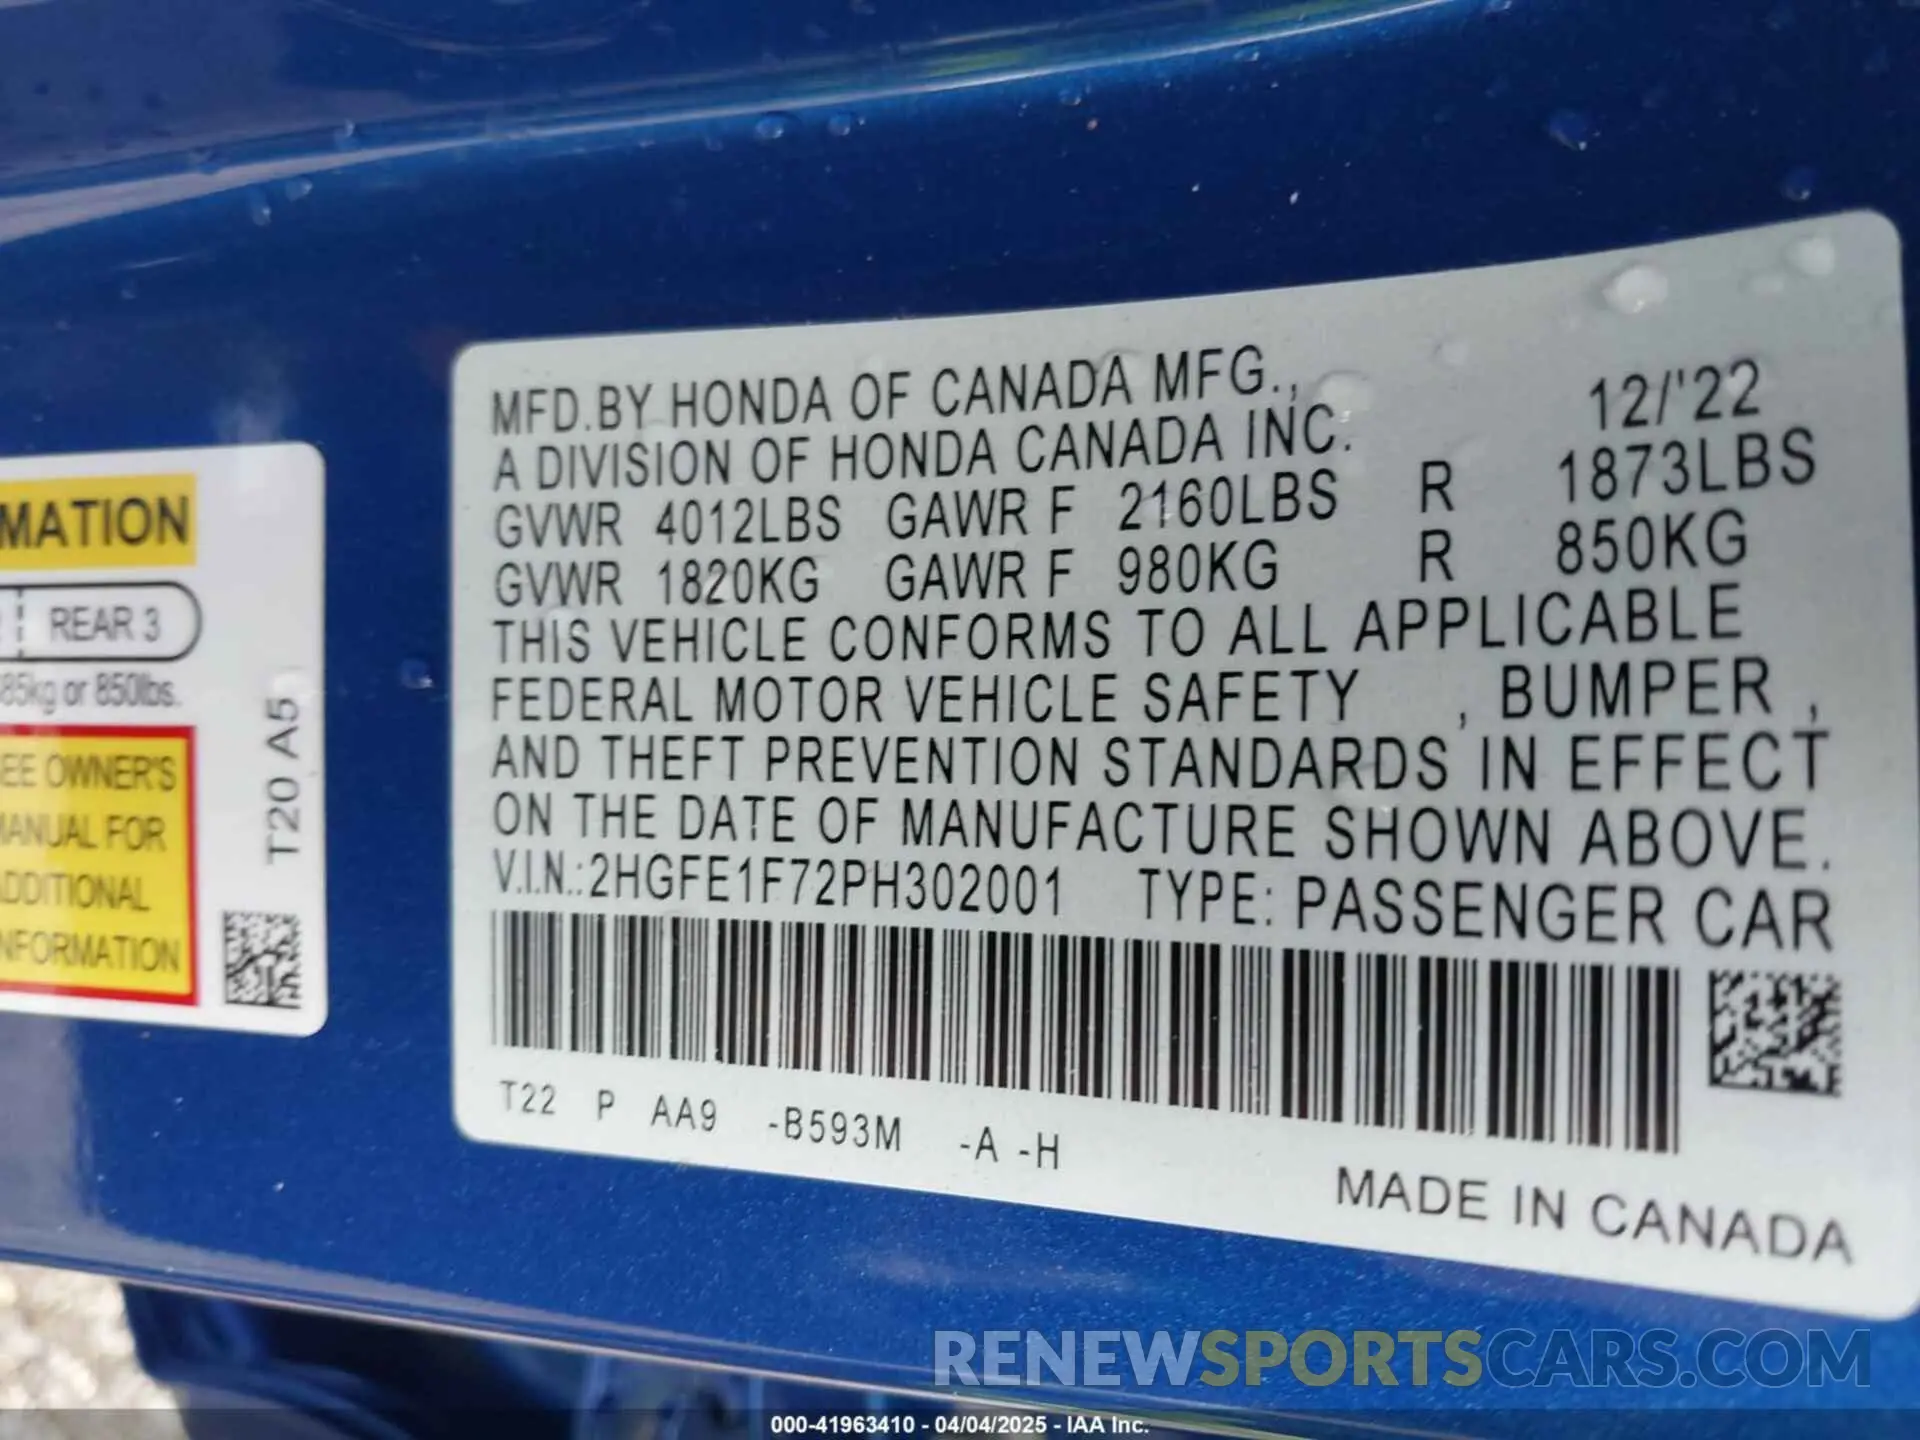 MFD.BY HONDA OF CANADA MFG., 12/'22
A DIVISION OF HONDA CANADA INC.
GVWR 4012LBS GAWR F 2160LBS R 1873LBS
GVWR 1820KG GAWR F 980KG R 850KG
THIS VEHICLE CONFORMS TO ALL APPLICABLE
FEDERAL MOTOR VEHICLE SAFETY , BUMPER ,
AND THEFT PREVENTION STANDARDS IN EFFECT
ON THE DATE OF MANUFACTURE SHOWN ABOVE.
V.I.N.:2HGFE1F72PH302001 TYPE: PASSENGER CAR
T22 P AA9 -B593M -A -H
MADE IN CANADA
MATION
REAR 3
85kg or 850lbs.
EE OWNER'S
MANUAL FOR
ADDITIONAL
NFORMATION
T20 A5
RENEWSPORTSCARS.COM
000-41963410 - 04/04/2025 - IAA Inc.